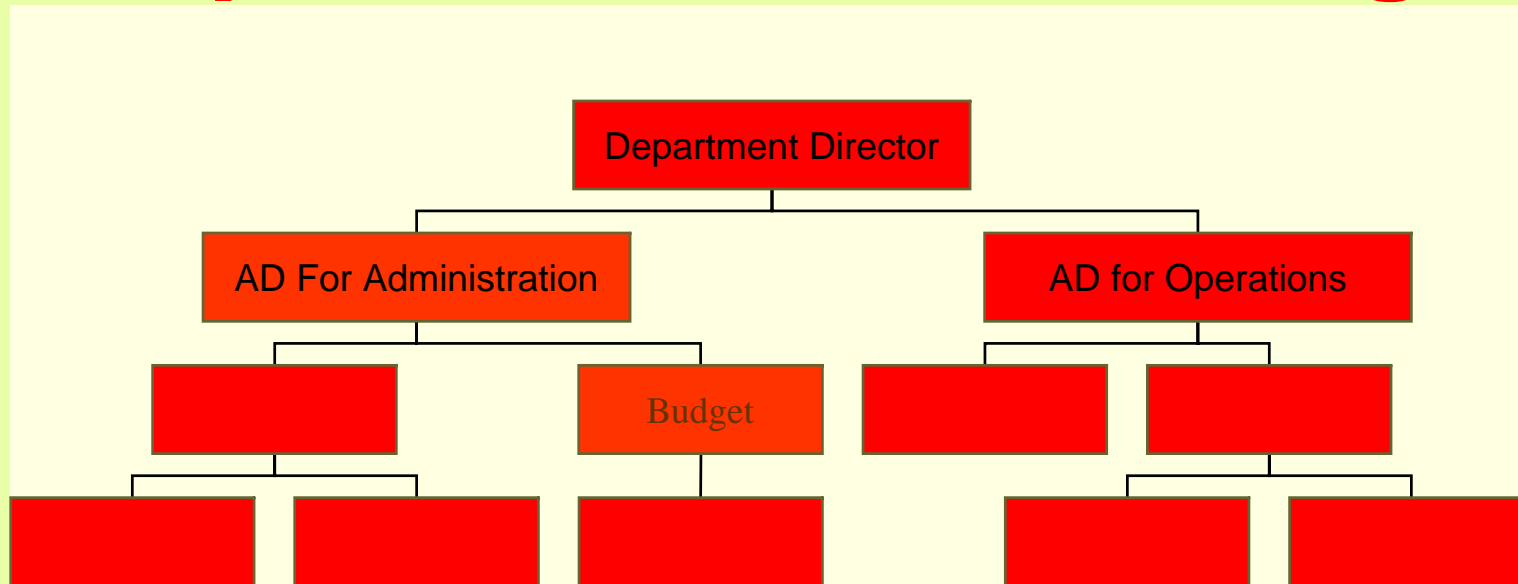 Department Director
AD For Administration
AD for Operations
Budget